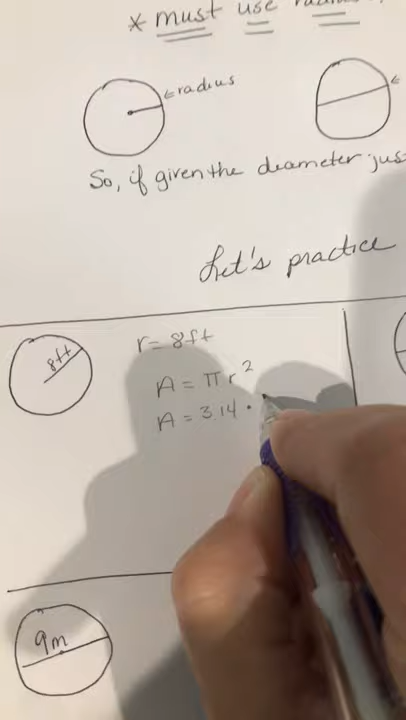 * must use
← radius
←
So, if given the diameter jus
Let's practice
8ft
r = 8ft
A = πr²
A = 3.14 ·
9m